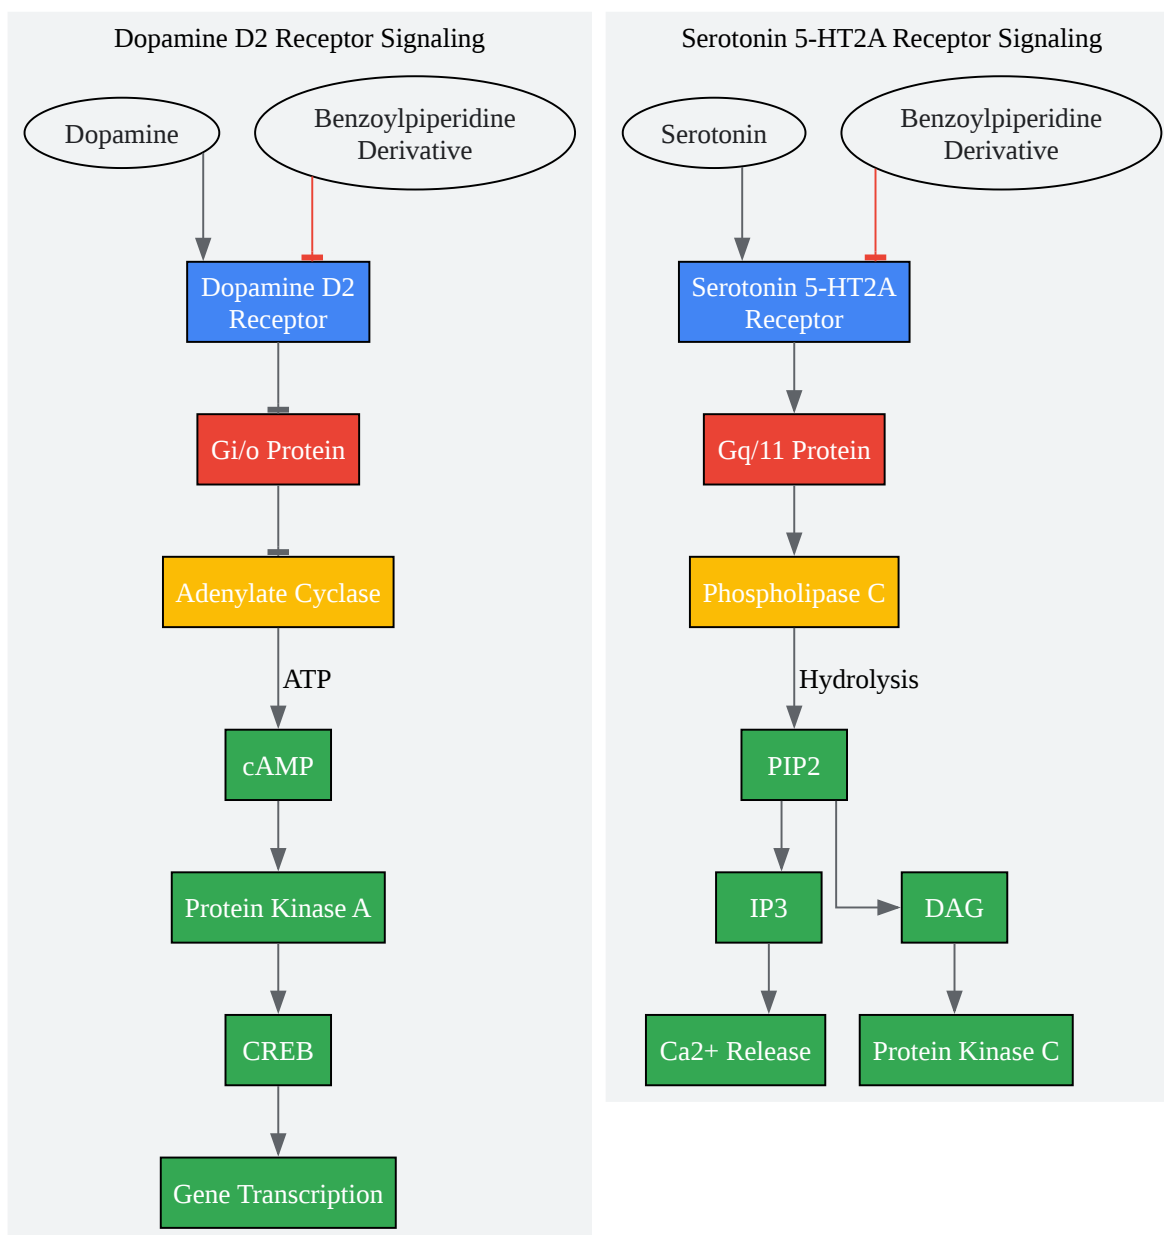 Dopamine D2 Receptor Signaling
Dopamine
Benzoylpiperidine
Derivative
Dopamine D2
Receptor
Gi/o Protein
Adenylate Cyclase
ATP
cAMP
Protein Kinase A
CREB
Gene Transcription
Serotonin 5-HT2A Receptor Signaling
Serotonin
Benzoylpiperidine
Derivative
Serotonin 5-HT2A
Receptor
Gq/11 Protein
Phospholipase C
Hydrolysis
PIP2
IP3
DAG
Ca2+ Release
Protein Kinase C